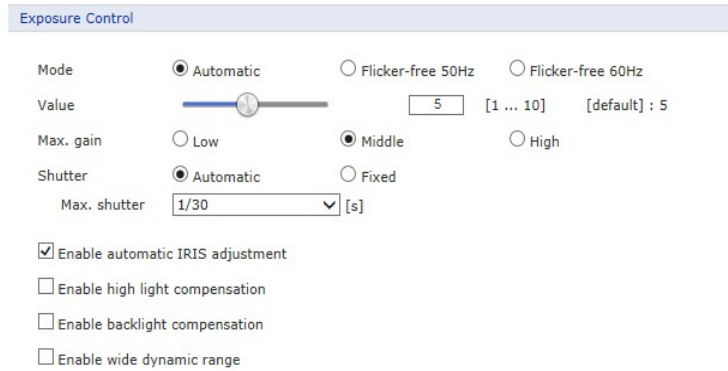 Exposure Control
Mode Automatic Flicker-free 50Hz Flicker-free 60Hz
Value 5 [1 ... 10] [default] : 5
Max. gain Low Middle High
Shutter Automatic Fixed
Max. shutter 1/30 [s]
Enable automatic IRIS adjustment
Enable high light compensation
Enable backlight compensation
Enable wide dynamic range